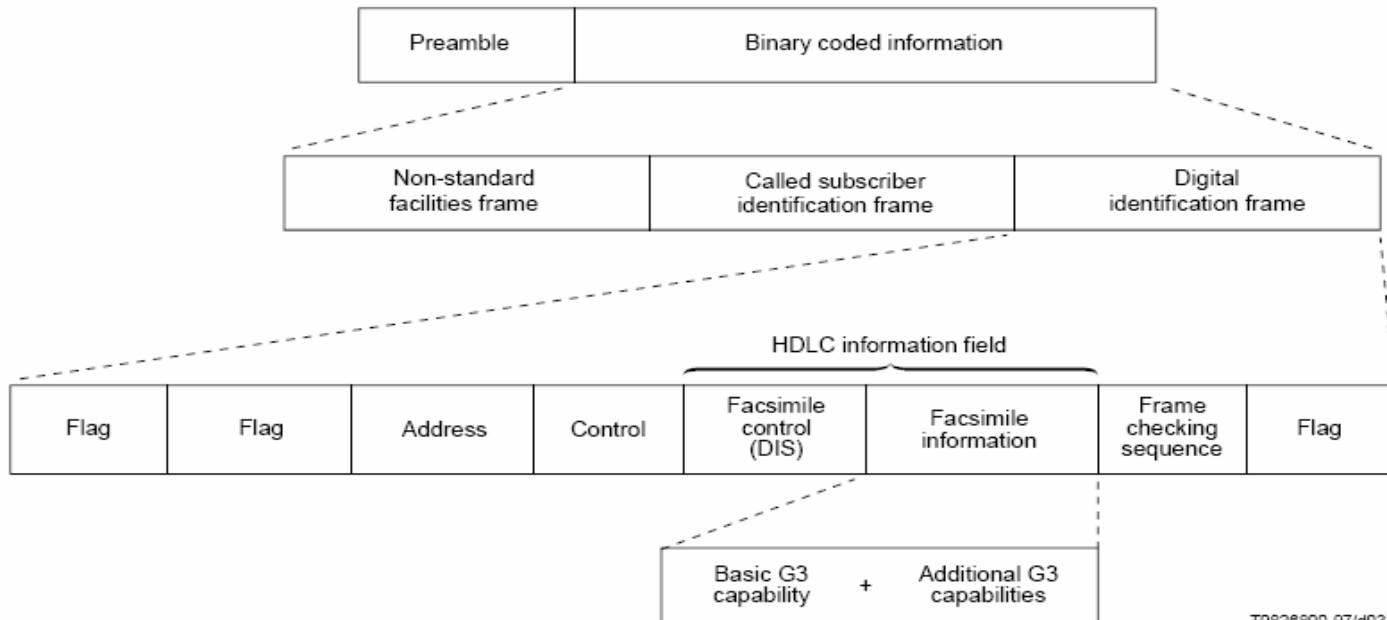 Preamble
Binary coded information
Non-standard
facilities frame
Called subscriber
identification frame
Digital
identification frame
HDLC information field
Flag
Flag
Address
Control
Facsimile
control
(DIS)
Facsimile
information
Frame
checking
sequence
Flag
Basic G3
capability
+
Additional G3
capabilities